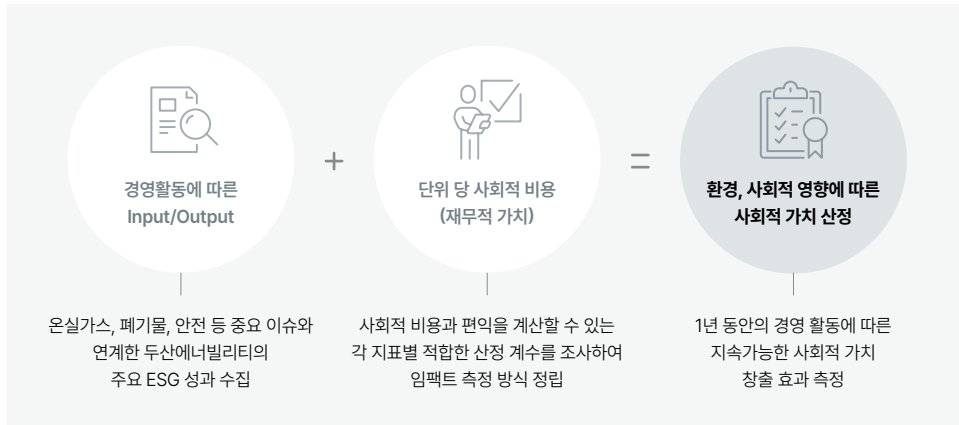 경영활동에 따른
Input/Output
+
단위 당 사회적 비용
(재무적 가치)
=
환경, 사회적 영향에 따른
사회적 가치 산정
온실가스, 폐기물, 안전 등 중요 이슈와
연계한 두산에너빌리티의
주요 ESG 성과 수집
사회적 비용과 편익을 계산할 수 있는
각 지표별 적합한 산정 계수를 조사하여
임팩트 측정 방식 정립
1년 동안의 경영 활동에 따른
지속가능한 사회적 가치
창출 효과 측정